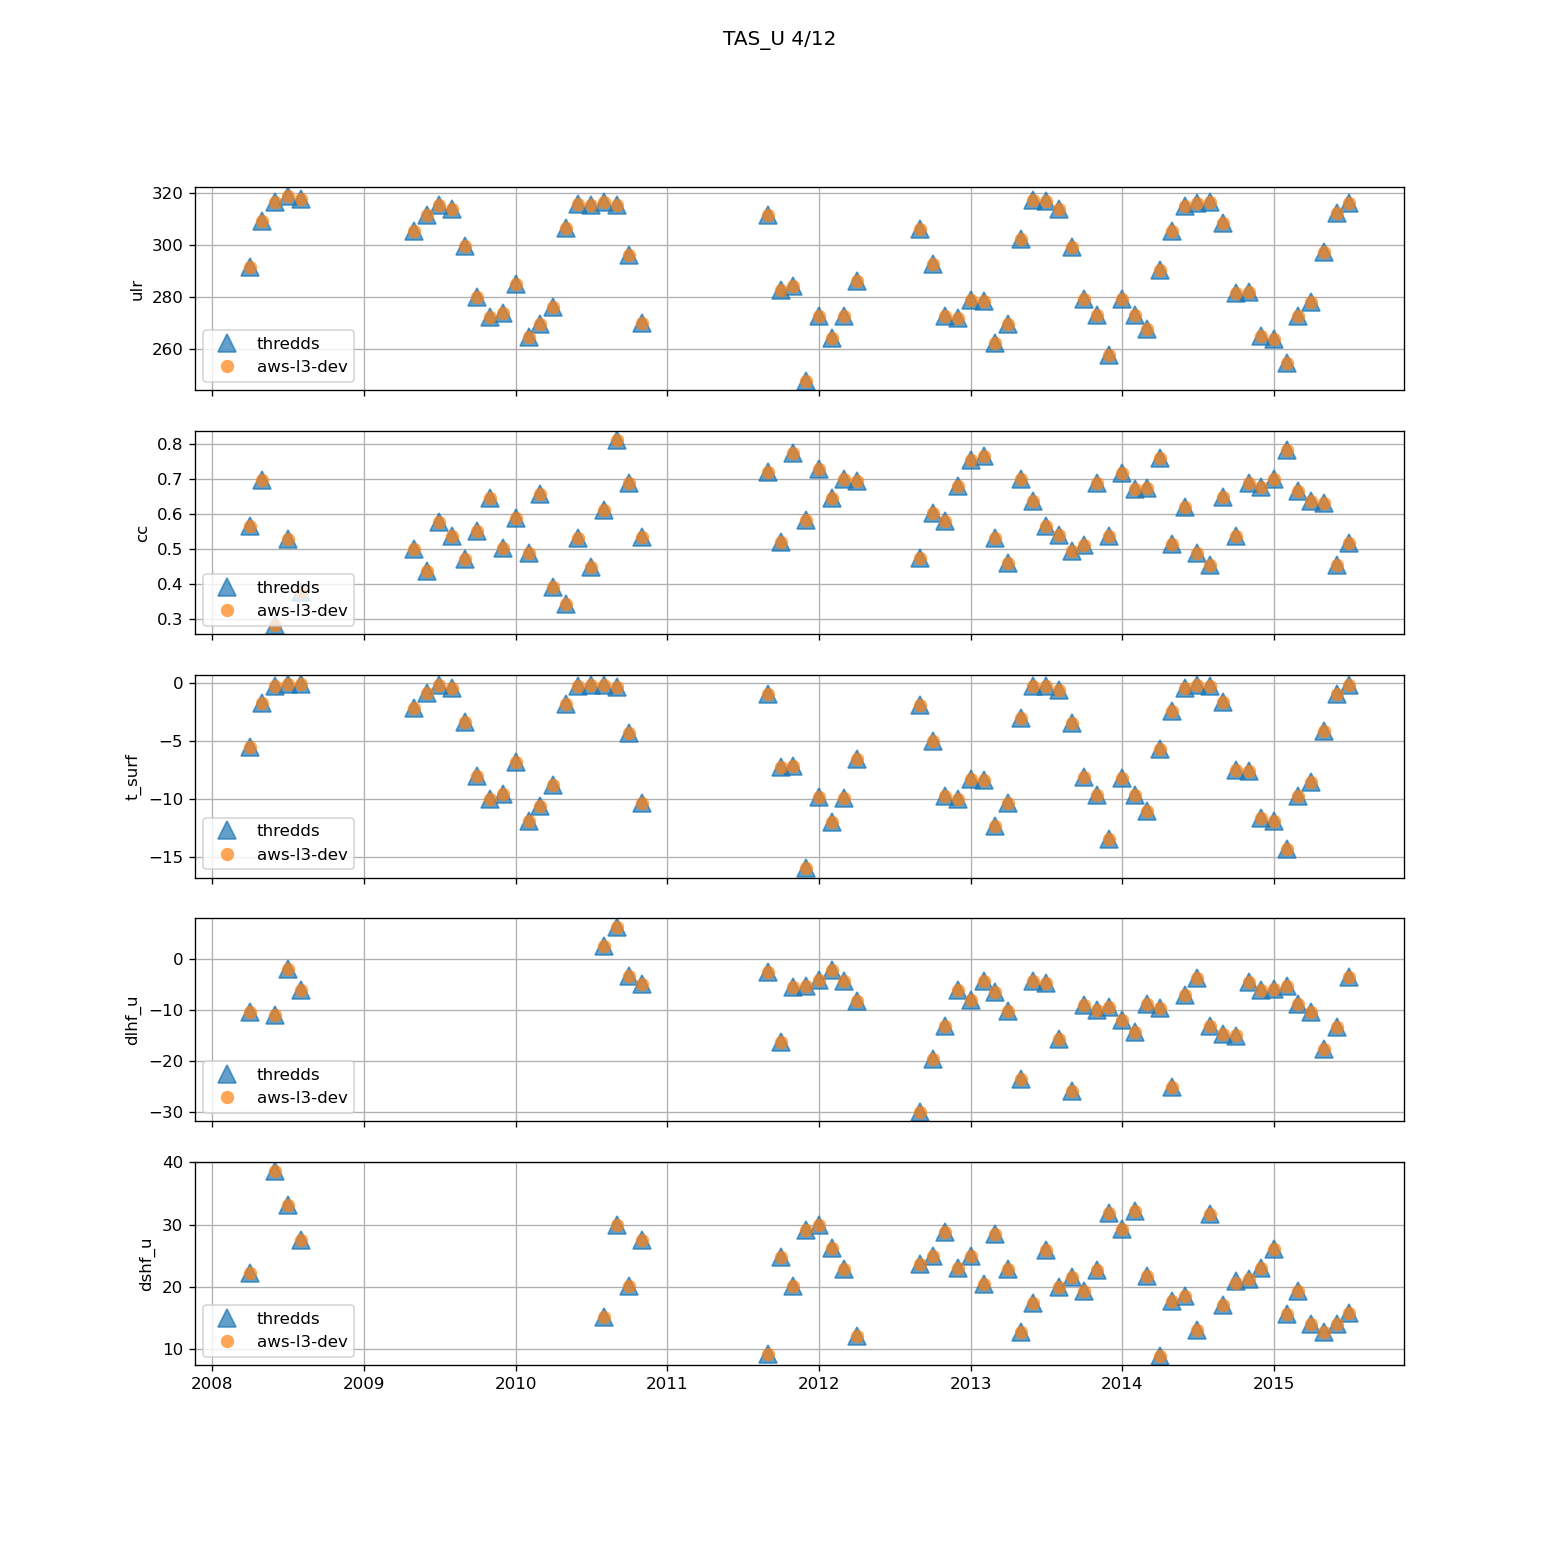 TAS_U 4/12
320
300
280
260
ulr
thredds
aws-l3-dev
0.8
0.7
0.6
0.5
0.4
0.3
cc
thredds
aws-l3-dev
0
−5
−10
−15
t_surf
thredds
aws-l3-dev
0
−10
−20
−30
dlhf_u
thredds
aws-l3-dev
40
30
20
10
dshf_u
thredds
aws-l3-dev
2008 2009 2010 2011 2012 2013 2014 2015